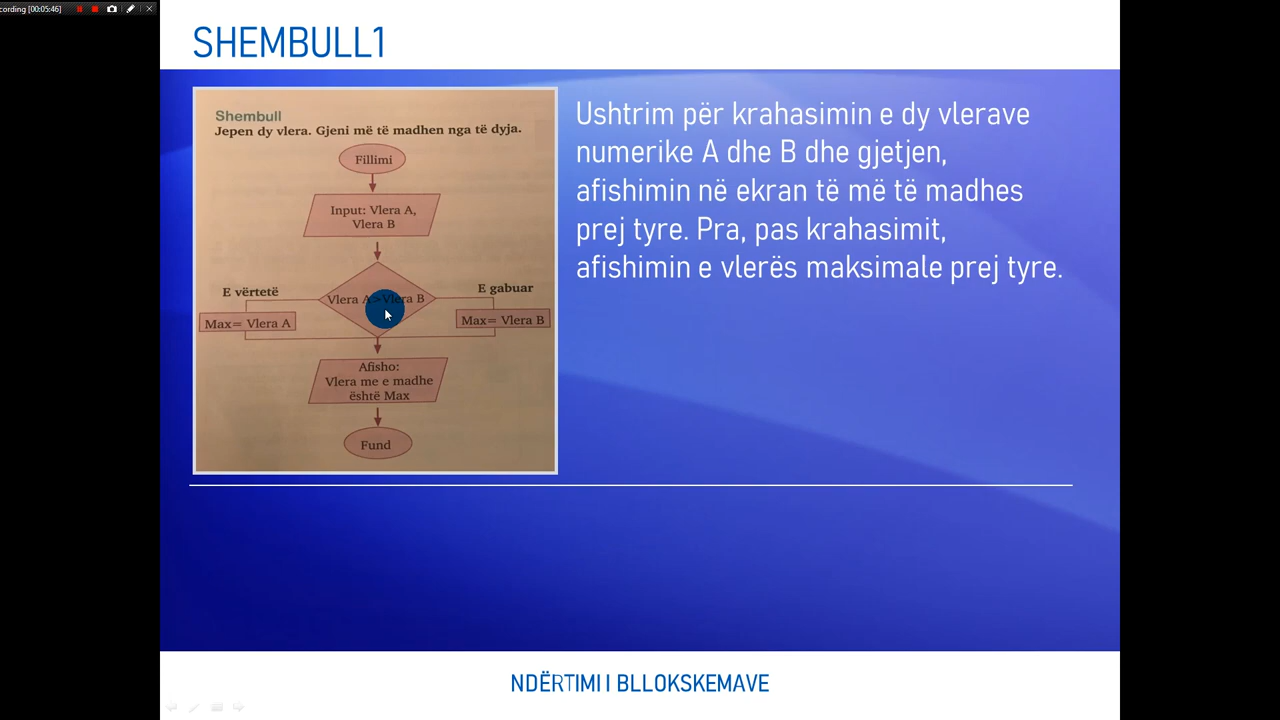 cording [00:05:46]
SHEMBULL1
Shembull
Jepen dy vlera. Gjeni më të madhen nga të dyja.
Fillimi
Input: Vlera A,
Vlera B
E vërtetë
E gabuar
Vlera A>Vlera B
Max= Vlera A
Max= Vlera B
Afisho:
Vlera me e madhe
është Max
Fund
Ushtrim për krahasimin e dy vlerave
numerike A dhe B dhe gjetjen,
afishimin në ekran të më të madhes
prej tyre. Pra, pas krahasimit,
afishimin e vlerës maksimale prej tyre.
NDËRTIMI I BLLOKSKEMAVE